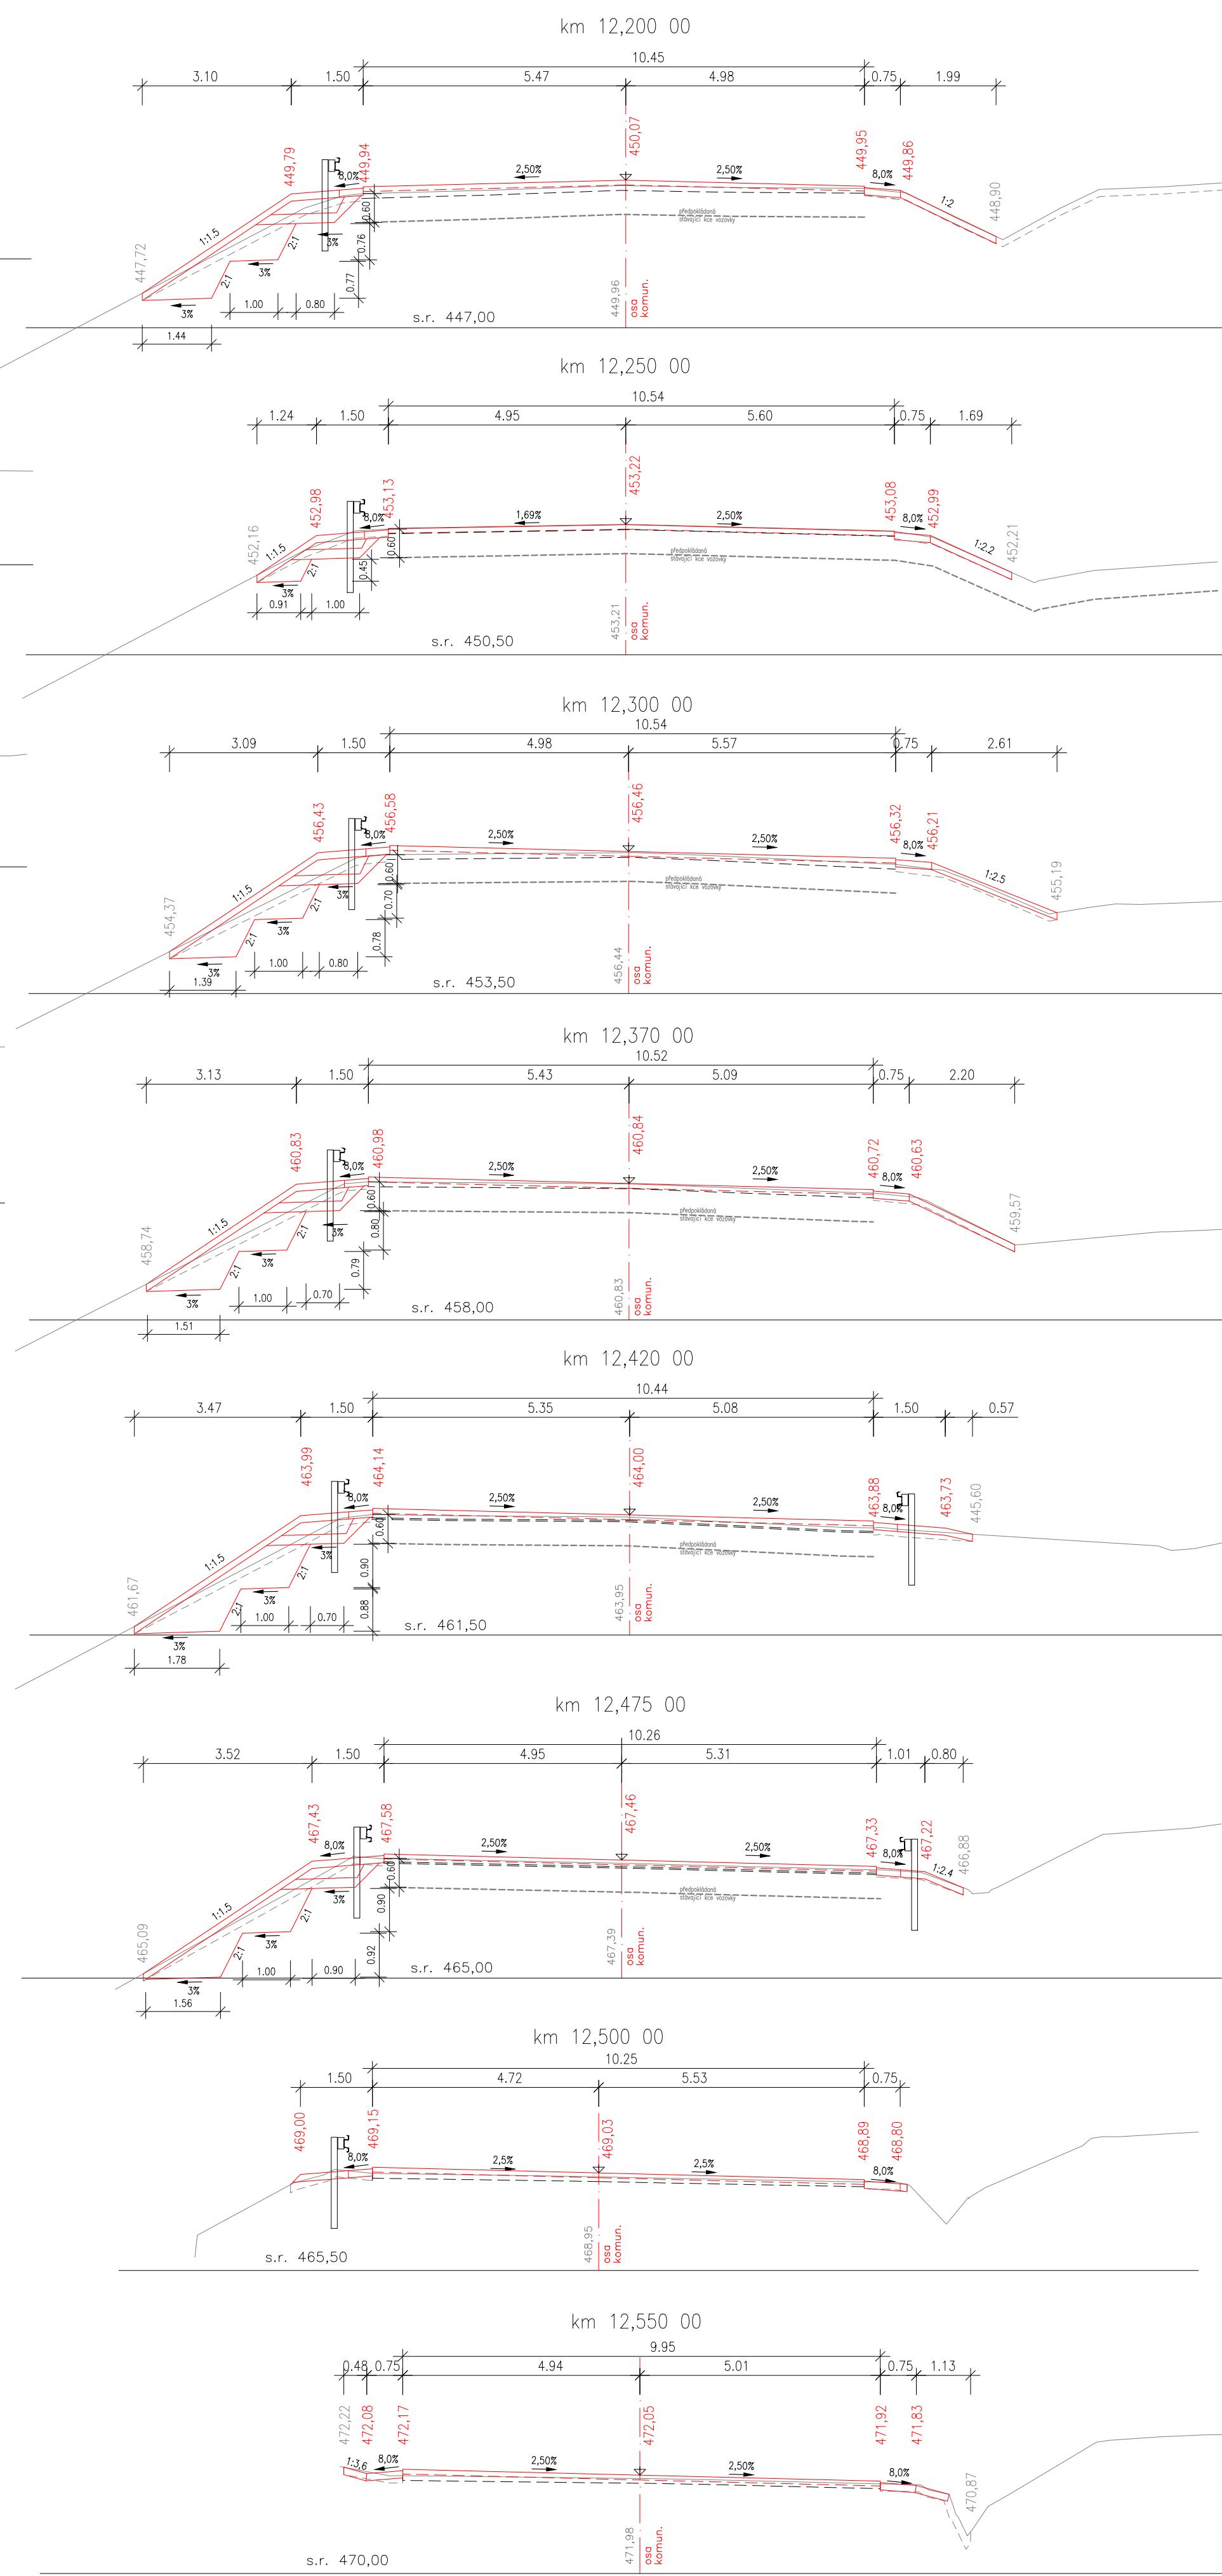 km 12,200 00
10.45
3.10 1.50 5.47 4.98 0.75 1.99
449,79 449,94 450,07 449,95 449,86
8,0% 2,50% 2,50% 8,0%
447,72 1:1.5 1:2 448,90
0.60
předpokládaná
stávající kce vozovky
3% 2:1 0.76
3% 2:1 0.77
3% 1.00 0.80
449,96 osa
komun.
s.r. 447,00
1.44
km 12,250 00
10.54
1.24 1.50 4.95 5.60 0.75 1.69
452,98 453,13 453,22 453,08 452,99
8,0% 1,69% 2,50% 8,0%
452,16 1:1.5 0.60 1:2.2 452,21
předpokládaná
stávající kce vozovky
2:1 0.45
3%
0.91 1.00
453,21 osa
komun.
s.r. 450,50
km 12,300 00
10.54
3.09 1.50 4.98 5.57 0.75 2.61
456,43 456,58 456,46 456,32 456,21
8,0% 2,50% 2,50% 8,0%
454,37 1:1.5 0.60 1:2.5 455,19
předpokládaná
stávající kce vozovky
3% 2:1 0.70
3% 2:1 0.78
3% 1.00 0.80
1.39
456,44 osa
komun.
s.r. 453,50
km 12,370 00
10.52
3.13 1.50 5.43 5.09 0.75 2.20
460,83 460,98 460,84 460,72 460,63
8,0% 2,50% 2,50% 8,0%
458,74 1:1.5 0.60 459,57
předpokládaná
stávající kce vozovky
3% 2:1 0.80
3% 2:1 0.79
3% 1.00 0.70
460,83 osa
komun.
s.r. 458,00
1.51
km 12,420 00
10.44
3.47 1.50 5.35 5.08 1.50 0.57
463,99 464,14 464,00 463,88 463,73 445,60
8,0% 2,50% 2,50% 8,0%
461,67 1:1.5 0.60
předpokládaná
stávající kce vozovky
3% 2:1 0.90
3% 2:1 0.88
1.00 0.70
463,95 osa
komun.
s.r. 461,50
3%
1.78
km 12,475 00
10.26
3.52 1.50 4.95 5.31 1.01 0.80
467,43 467,58 467,46 467,33 467,22
8,0% 2,50% 2,50% 8,0%
465,09 1:1.5 0.60 1:2.4 466,88
předpokládaná
stávající kce vozovky
3% 2:1 0.90
3% 2:1 0.92
1.00 0.90
467,39 osa
komun.
s.r. 465,00
3%
1.56
km 12,500 00
10.25
1.50 4.72 5.53 0.75
469,00 469,15 469,03 468,89 468,80
8,0% 2,5% 2,5% 8,0%
468,95 osa
komun.
s.r. 465,50
km 12,550 00
9.95
0.48 0.75 4.94 5.01 0.75 1.13
472,22 472,08 472,17 472,05 471,92 471,83
1:3,6 8,0% 2,50% 2,50% 8,0%
470,87
471,98 osa
komun.
s.r. 470,00